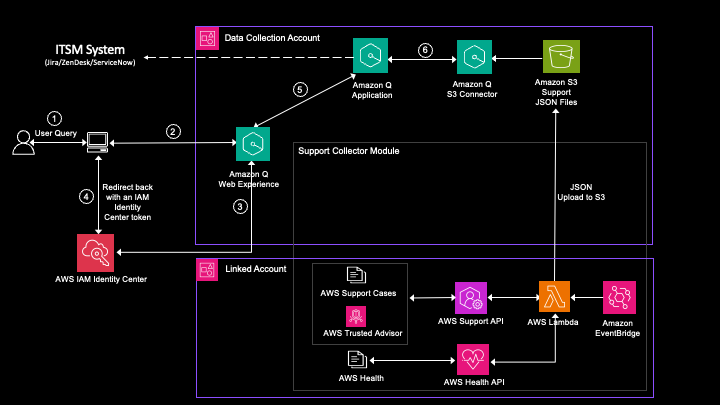 ITSM System
(Jira/ZenDesk/ServiceNow)
Data Collection Account
6
Amazon Q
Application
Amazon Q
S3 Connector
Amazon S3
Support
JSON Files
5
1
User Query
2
Amazon Q
Web Experience
Support Collector Module
4
Redirect back
with an IAM
Identity
Center token
3
JSON
Upload to S3
AWS IAM Identity Center
Linked Account
AWS Support Cases
AWS Trusted Advisor
AWS Support API
AWS Lambda
Amazon
EventBridge
AWS Health
AWS Health API